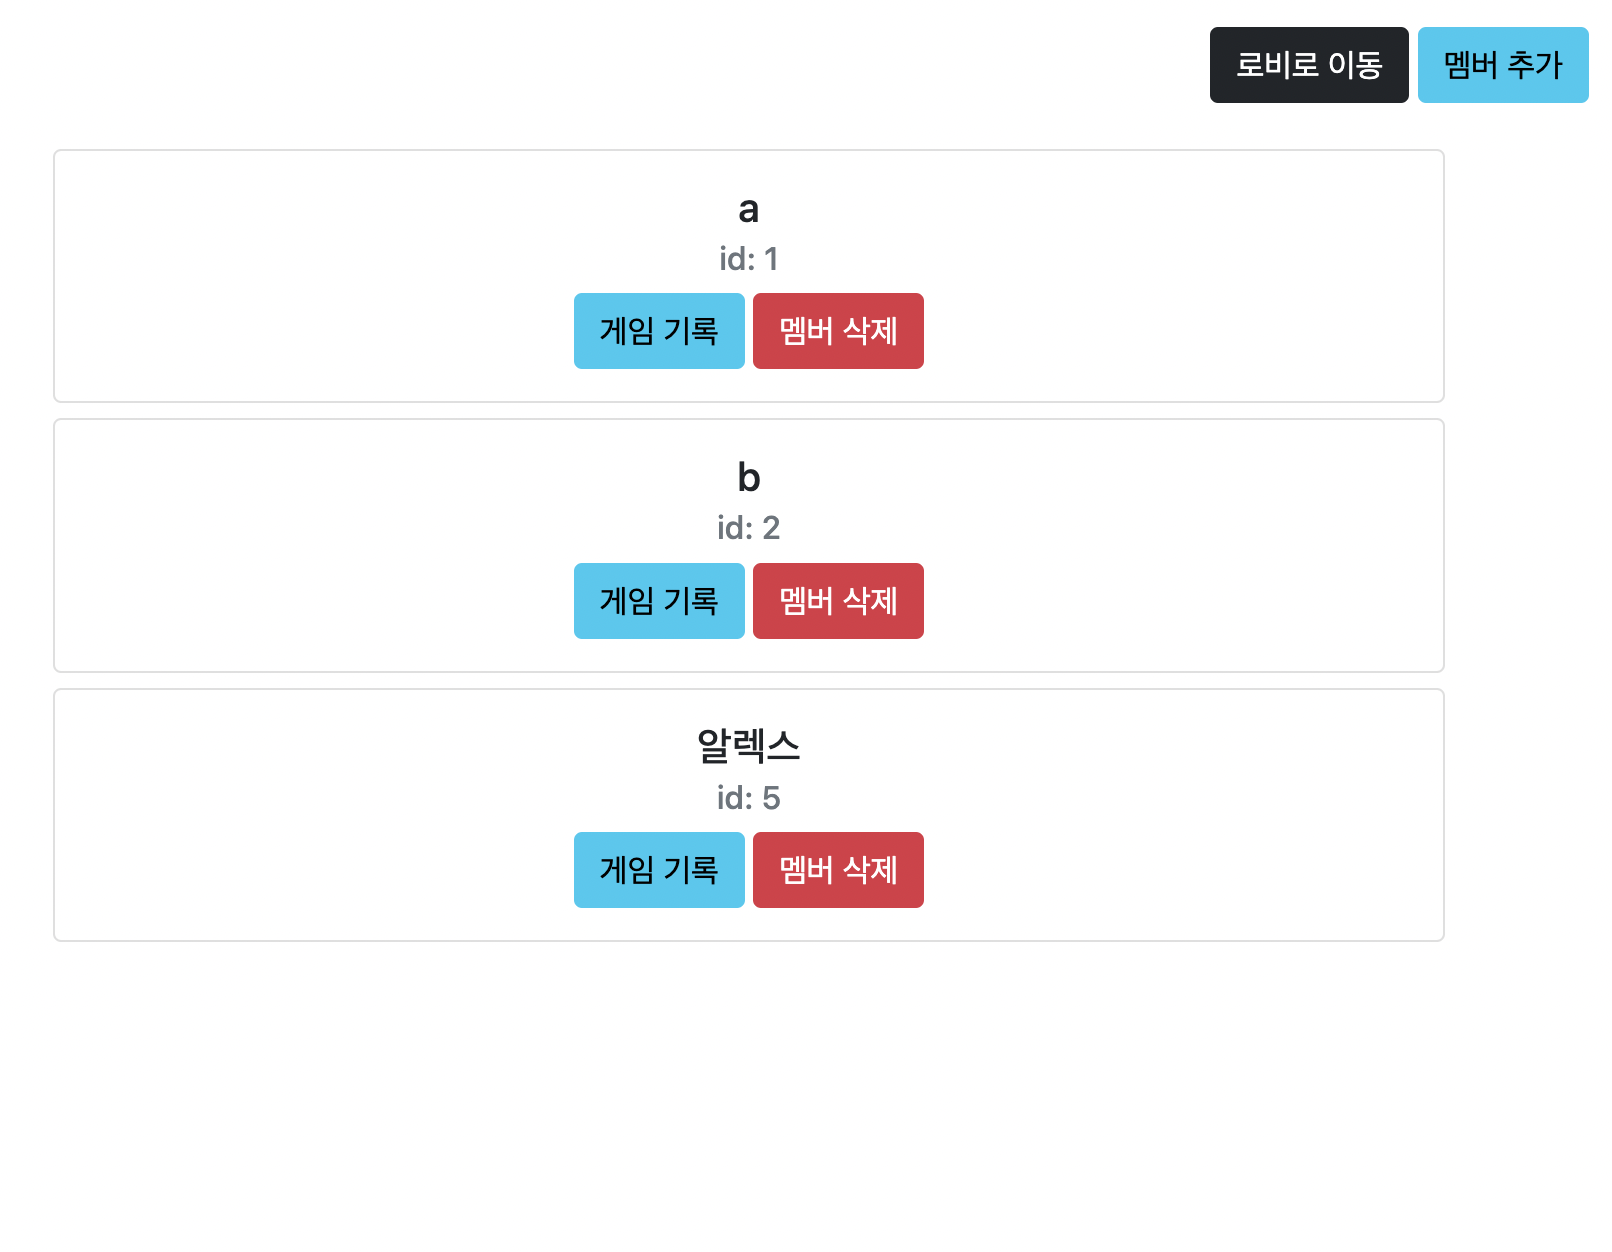 로비로 이동 멤버 추가
a
id: 1
게임 기록 멤버 삭제
b
id: 2
게임 기록 멤버 삭제
알렉스
id: 5
게임 기록 멤버 삭제